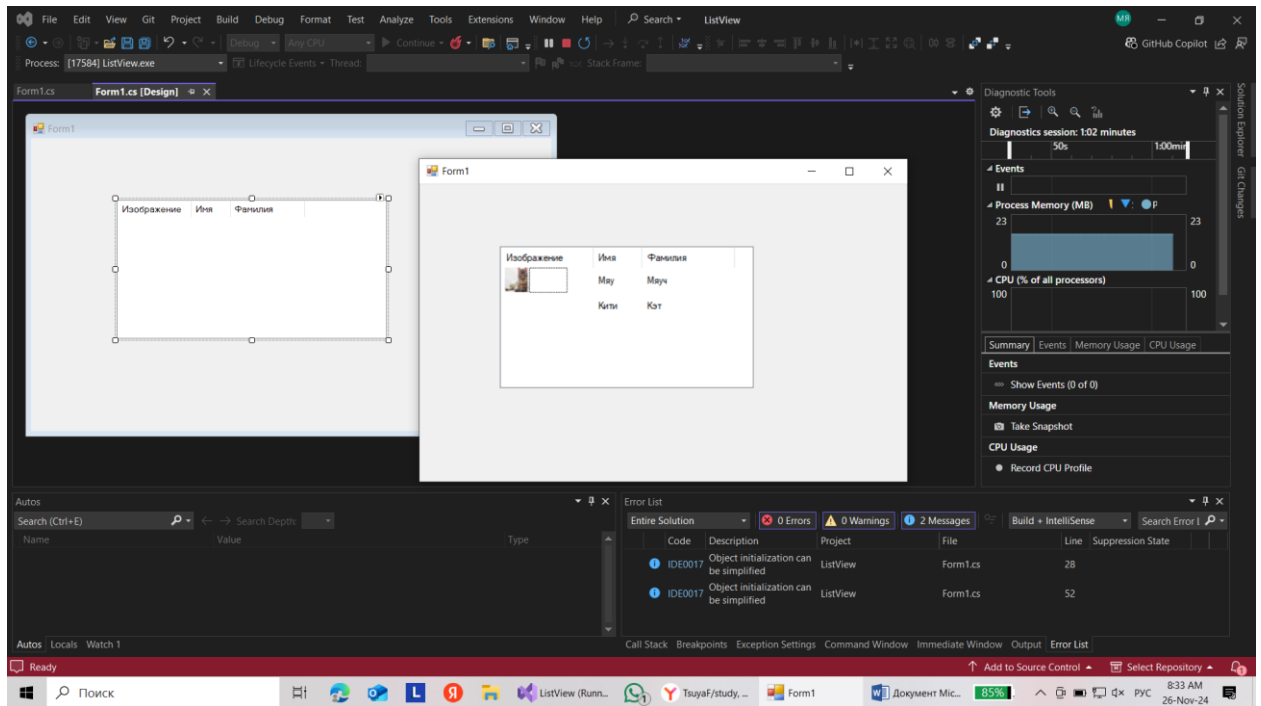 File Edit View Git Project Build Debug Format Test Analyze Tools Extensions Window Help Search ListView MЯ
Debug Any CPU Continue GitHub Copilot
Process: [17584] ListView.exe Lifecycle Events Thread: Stack Frame:
Form1.cs Form1.cs [Design]
Form1
Изображение Имя Фамилия
Form1
Изображение Имя Фамилия
Мяу Мяуч
Кити Кэт
Diagnostic Tools
Diagnostics session: 1:02 minutes
50s 1:00min
Events
Process Memory (MB) P
23 23
0 0
CPU (% of all processors)
100 100
Summary Events Memory Usage CPU Usage
Events
Show Events (0 of 0)
Memory Usage
Take Snapshot
CPU Usage
Record CPU Profile
Solution Explorer
Git Changes
Autos
Search (Ctrl+E) Search Depth:
Name Value Type
Autos Locals Watch 1
Error List
Entire Solution 0 Errors 0 Warnings 2 Messages Build + IntelliSense Search Error L
Code Description Project File Line Suppression State
IDE0017 Object initialization can be simplified ListView Form1.cs 28
IDE0017 Object initialization can be simplified ListView Form1.cs 52
Call Stack Breakpoints Exception Settings Command Window Immediate Window Output Error List
Ready Add to Source Control Select Repository
Поиск L Я ListView (Runn... 1 Y TsuyaF/study, – ... Form1 Документ Mic... 85% РУС 8:33 AM
26-Nov-24